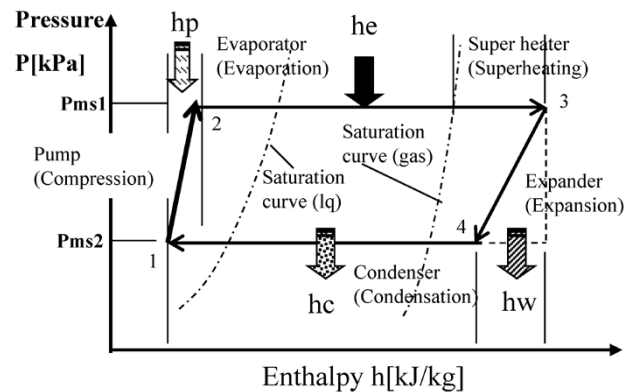 Pressure
P[kPa]
hp
Evaporator
(Evaporation)
he
Super heater
(Superheating)
Pms1
2
3
Pump
(Compression)
Saturation
curve (lq)
Saturation
curve (gas)
Expander
(Expansion)
Pms2
1
4
hc
Condenser
(Condensation)
hw
Enthalpy h[kJ/kg]